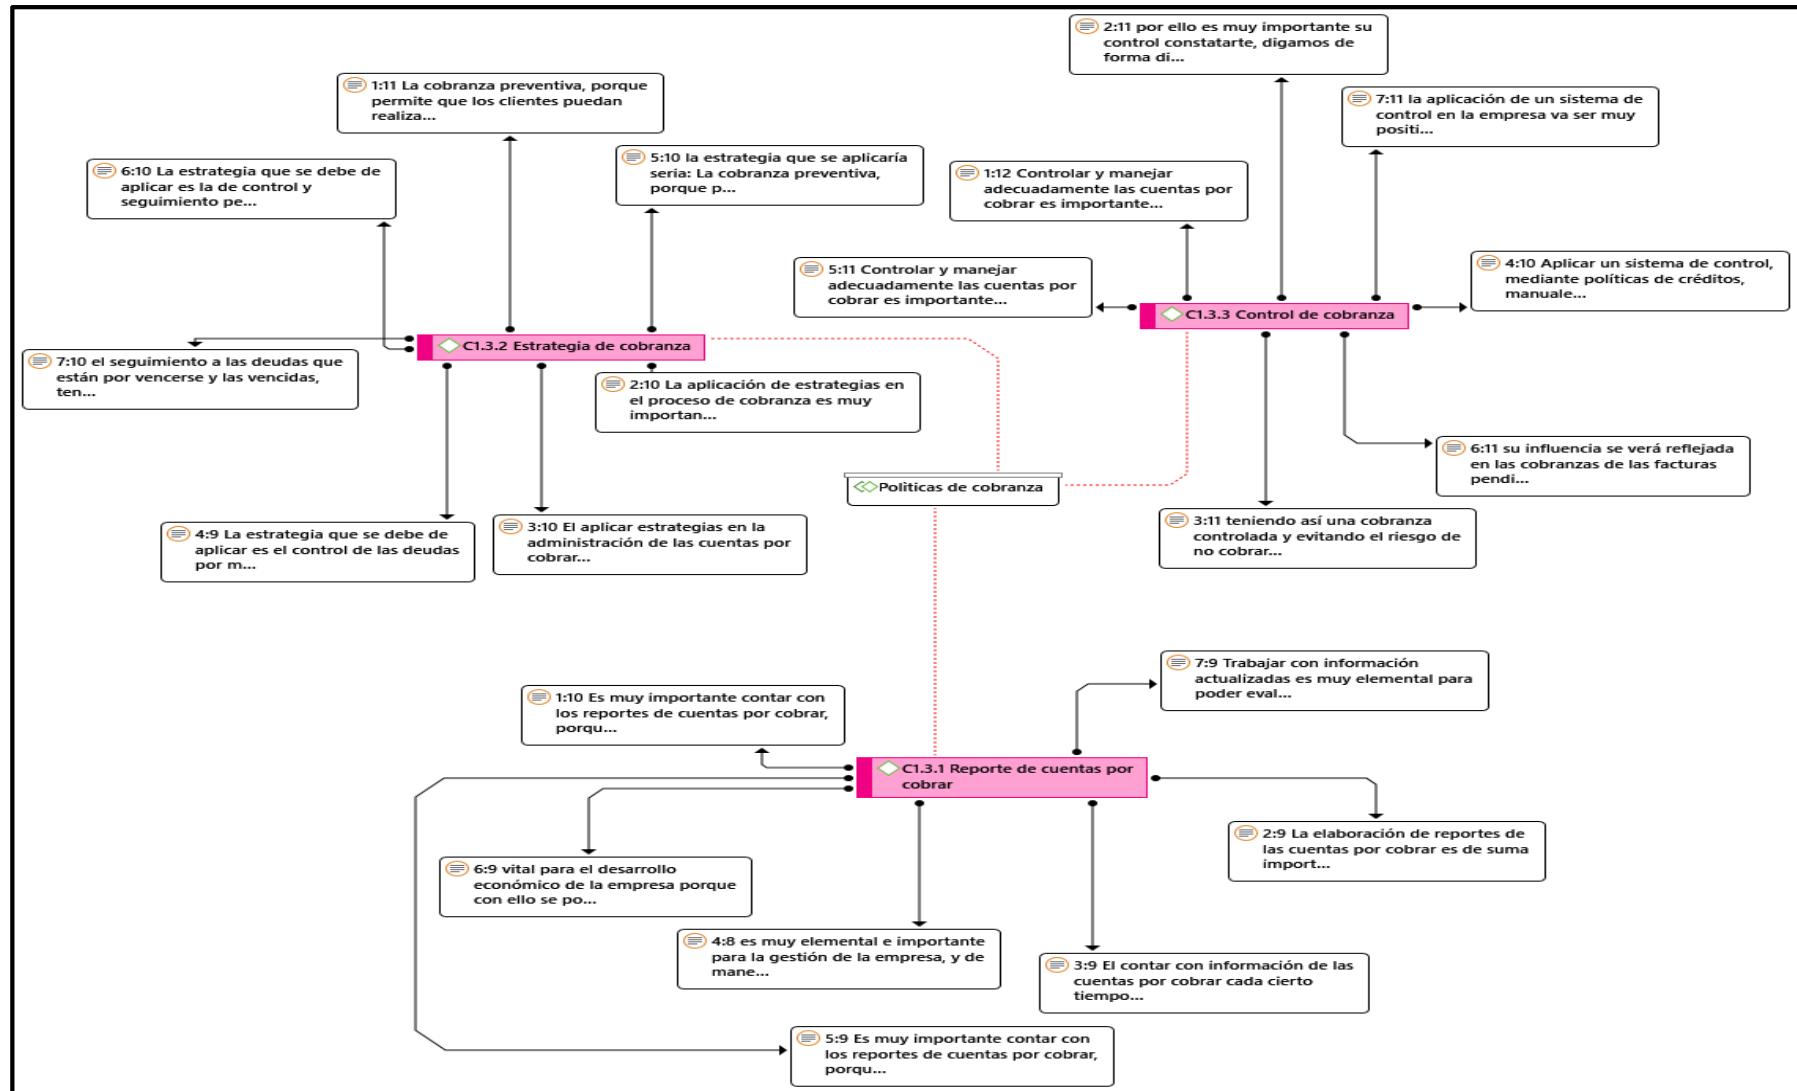 2:11 por ello es muy importante su
control constatarte, digamos de
forma di...
1:11 La cobranza preventiva, porque
permite que los clientes puedan
realiza...
7:11 la aplicación de un sistema de
control en la empresa va ser muy
positi...
5:10 la estrategia que se aplicaría
seria: La cobranza preventiva,
porque p...
6:10 La estrategia que se debe de
aplicar es la de control y
seguimiento pe...
1:12 Controlar y manejar
adecuadamente las cuentas por
cobrar es importante...
5:11 Controlar y manejar
adecuadamente las cuentas por
cobrar es importante...
4:10 Aplicar un sistema de control,
mediante políticas de créditos,
manuale...
C1.3.3 Control de cobranza
C1.3.2 Estrategia de cobranza
7:10 el seguimiento a las deudas que
están por vencerse y las vencidas,
ten...
2:10 La aplicación de estrategias en
el proceso de cobranza es muy
importan...
6:11 su influencia se verá reflejada
en las cobranzas de las facturas
pendi...
Polìticas de cobranza
4:9 La estrategia que se debe de
aplicar es el control de las deudas
por m...
3:10 El aplicar estrategias en la
administración de las cuentas por
cobrar...
3:11 teniendo así una cobranza
controlada y evitando el riesgo de
no cobrar...
7:9 Trabajar con información
actualizadas es muy elemental para
poder eval...
1:10 Es muy importante contar con
los reportes de cuentas por cobrar,
porqu...
C1.3.1 Reporte de cuentas por
cobrar
2:9 La elaboración de reportes de
las cuentas por cobrar es de suma
import...
6:9 vital para el desarrollo
económico de la empresa porque
con ello se po...
4:8 es muy elemental e importante
para la gestión de la empresa, y de
mane...
3:9 El contar con información de las
cuentas por cobrar cada cierto
tiempo...
5:9 Es muy importante contar con
los reportes de cuentas por cobrar,
porqu...